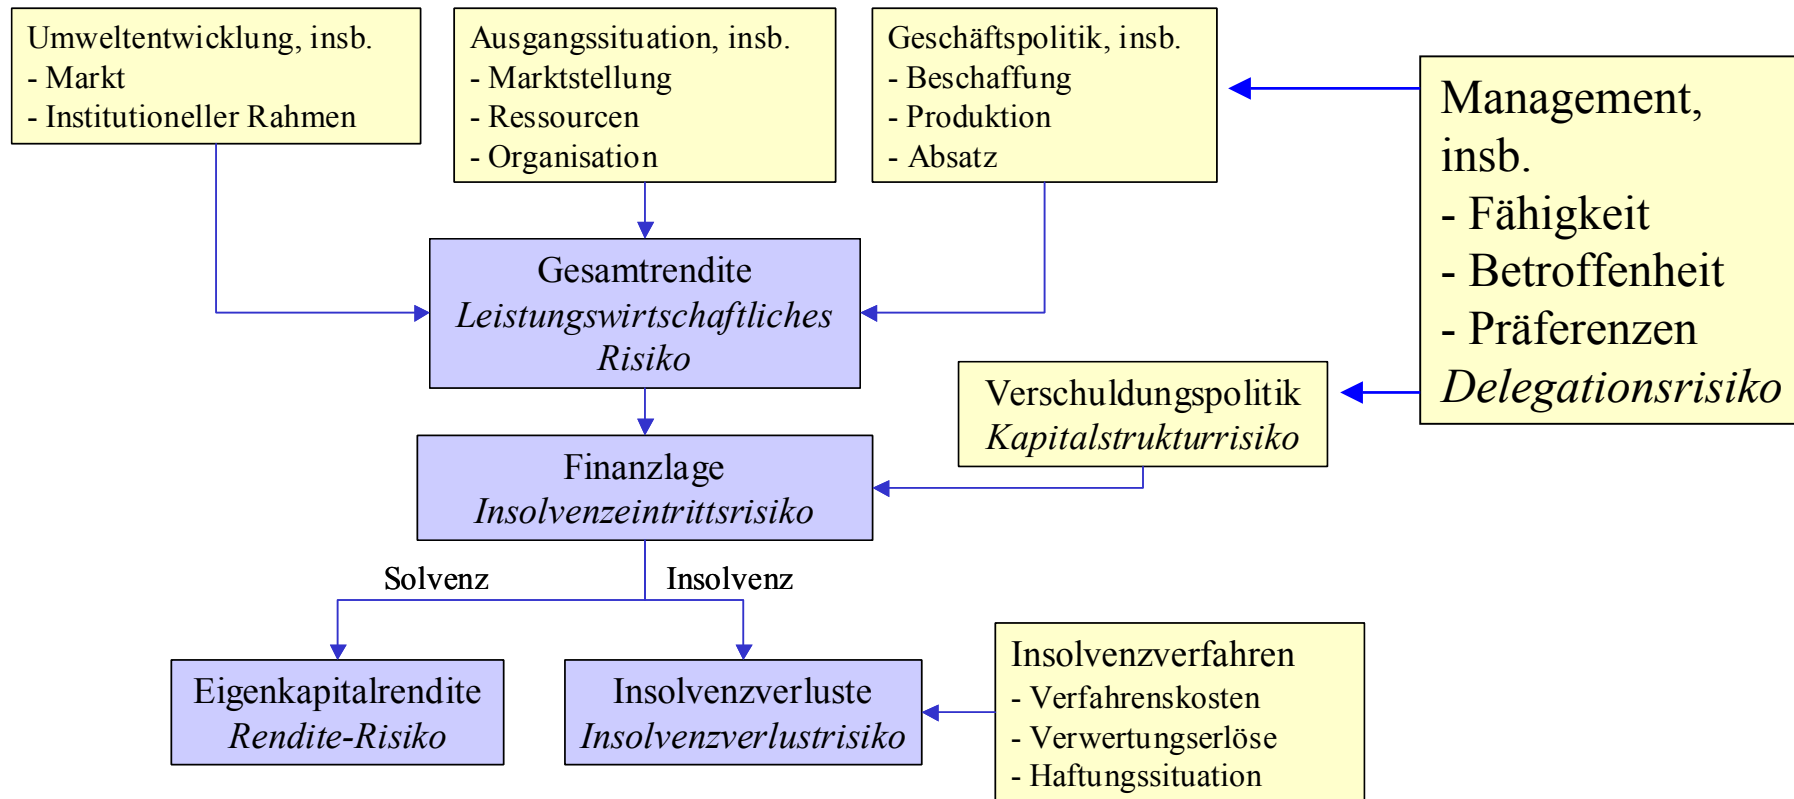 Umweltentwicklung, insb.
- Markt
- Institutioneller Rahmen
Ausgangssituation, insb.
- Marktstellung
- Ressourcen
- Organisation
Geschäftspolitik, insb.
- Beschaffung
- Produktion
- Absatz
Management,
insb.
- Fähigkeit
- Betroffenheit
- Präferenzen
Delegationsrisiko
Gesamtrendite
Leistungswirtschaftliches
Risiko
Verschuldungspolitik
Kapitalstrukturrisiko
Finanzlage
Insolvenzeintrittsrisiko
Solvenz
Insolvenz
Eigenkapitalrendite
Rendite-Risiko
Insolvenzverluste
Insolvenzverlustrisiko
Insolvenzverfahren
- Verfahrenskosten
- Verwertungserlöse
- Haftungssituation